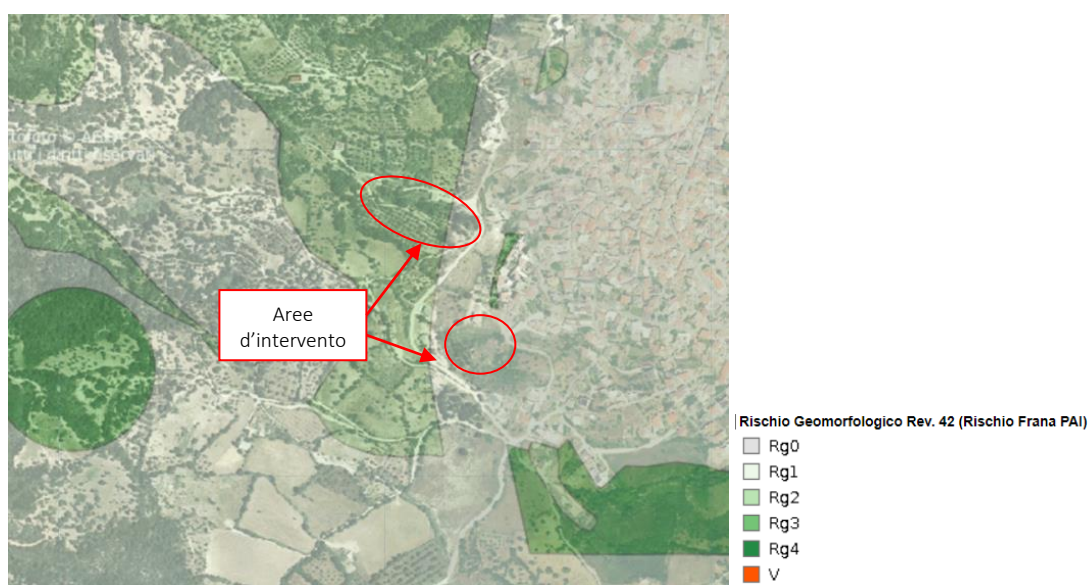 Aree
d’intervento
Rischio Geomorfologico Rev. 42 (Rischio Frana PAI)
Rg0
Rg1
Rg2
Rg3
Rg4
V